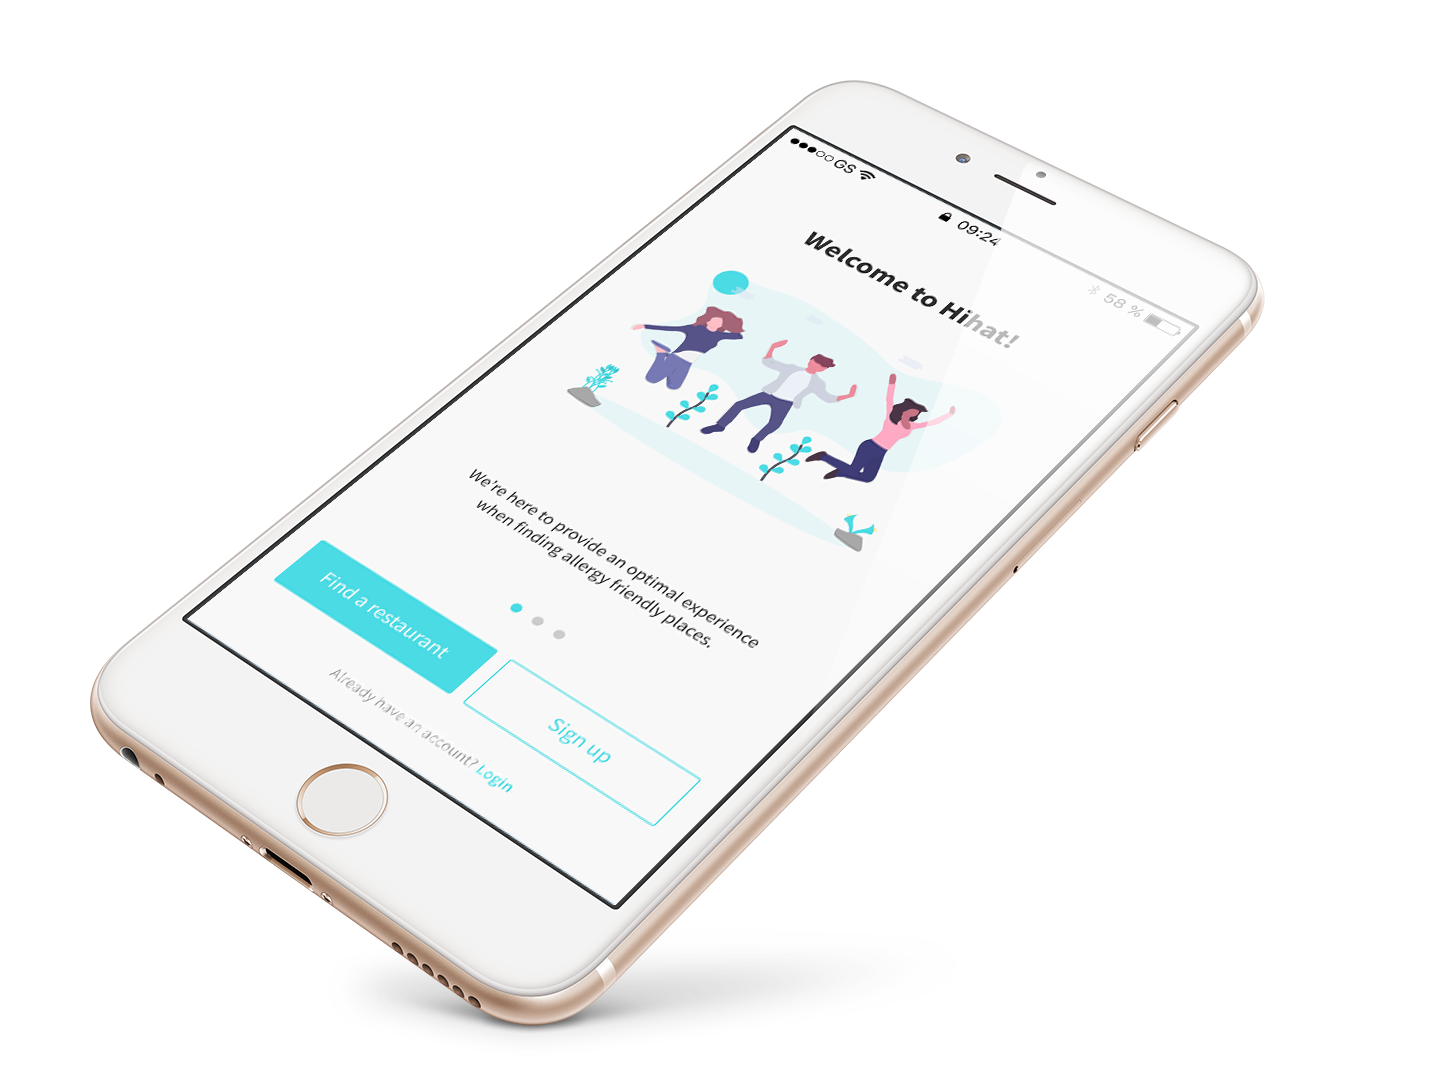 GS 09:24 58 %
Welcome to Hihat!
We're here to provide an optimal experience
when finding allergy friendly places.
Find a restaurant
Sign up
Already have an account? Login